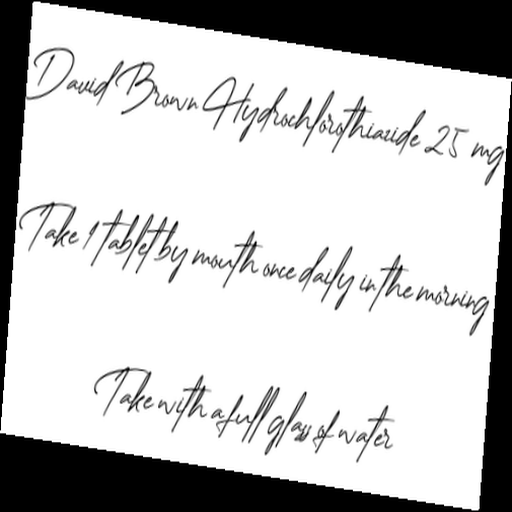 David Brown Hydrochlorothiazide 25 mg
Take 1 tablet by mouth once daily in the morning
Take with a full glass of water